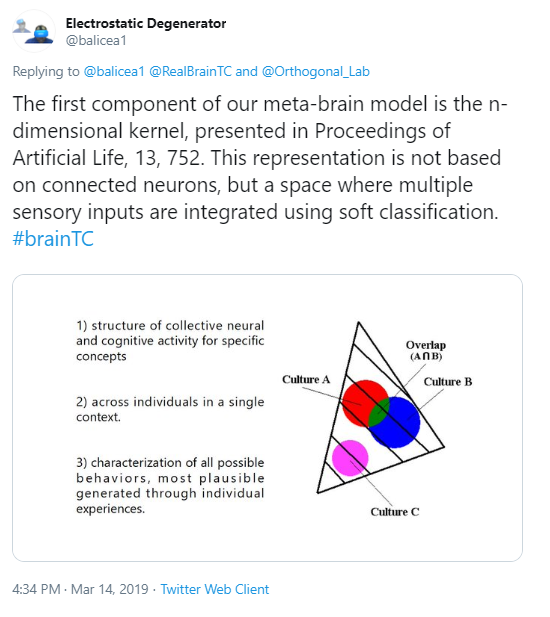 Electrostatic Degenerator
@balicea1
Replying to @balicea1 @RealBrainTC and @Orthogonal_Lab
The first component of our meta-brain model is the n-
dimensional kernel, presented in Proceedings of
Artificial Life, 13, 752. This representation is not based
on connected neurons, but a space where multiple
sensory inputs are integrated using soft classification.
#brainTC
1) structure of collective neural
and cognitive activity for specific
concepts
2) across individuals in a single
context.
3) characterization of all possible
behaviors, most plausible
generated through individual
experiences.
Overlap
(A∩B)
Culture A
Culture B
Culture C
4:34 PM · Mar 14, 2019 · Twitter Web Client